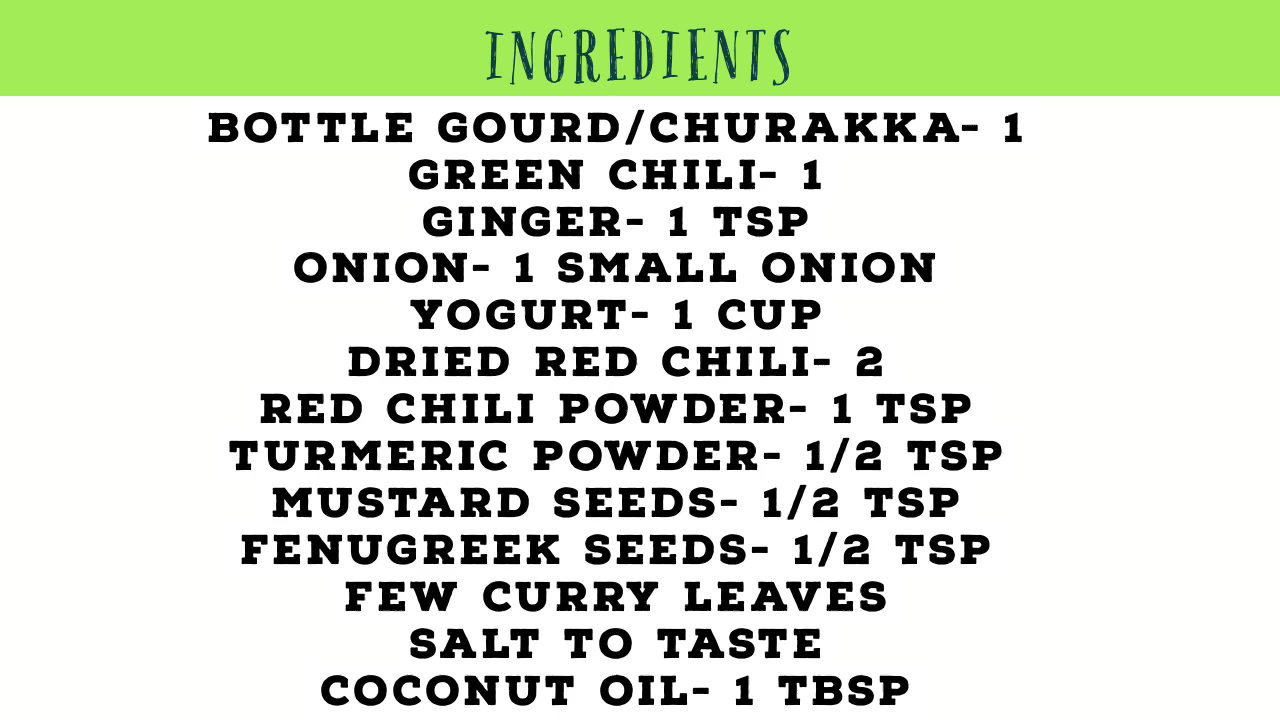 INGREDIENTS
BOTTLE GOURD/CHURAKKA- 1
GREEN CHILI- 1
GINGER- 1 TSP
ONION- 1 SMALL ONION
YOGURT- 1 CUP
DRIED RED CHILI- 2
RED CHILI POWDER- 1 TSP
TURMERIC POWDER- 1/2 TSP
MUSTARD SEEDS- 1/2 TSP
FENUGREEK SEEDS- 1/2 TSP
FEW CURRY LEAVES
SALT TO TASTE
COCONUT OIL- 1 TBSP